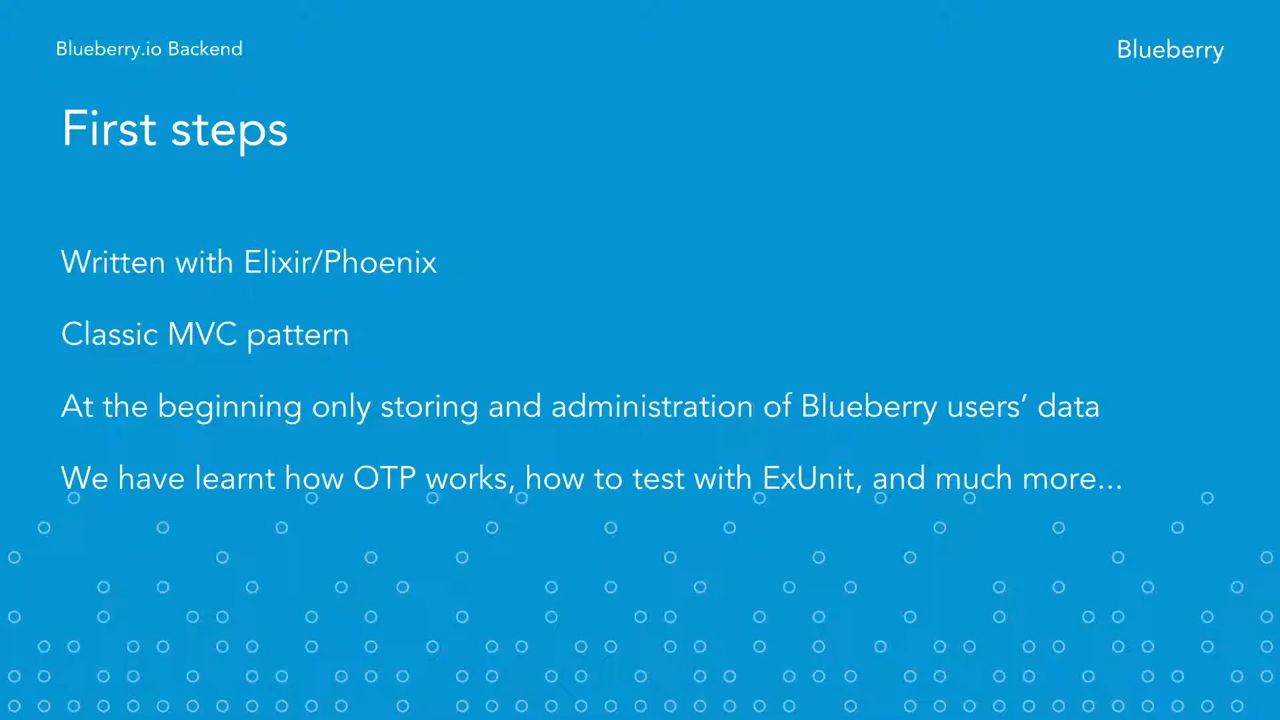 Blueberry.io Backend
Blueberry
First steps
Written with Elixir/Phoenix
Classic MVC pattern
At the beginning only storing and administration of Blueberry users’ data
We have learnt how OTP works, how to test with ExUnit, and much more...